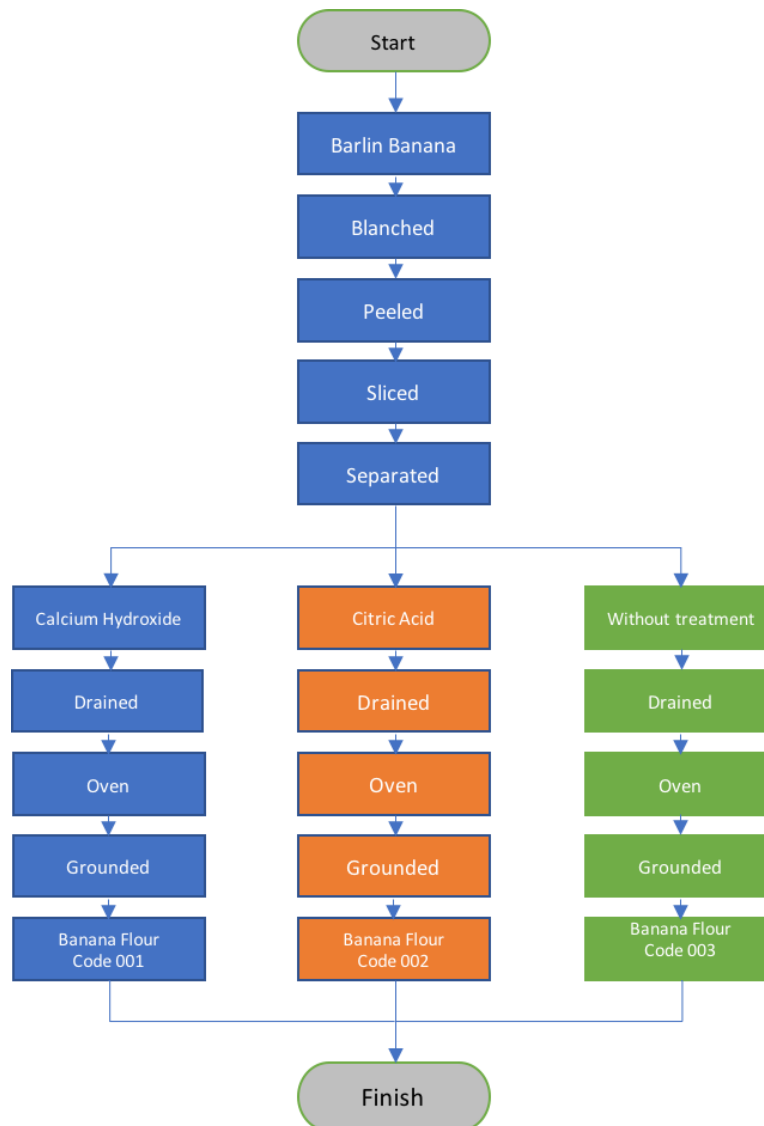 Start
Barlin Banana
Blanched
Peeled
Sliced
Separated
Calcium Hydroxide
Citric Acid
Without treatment
Drained
Drained
Drained
Oven
Oven
Oven
Grounded
Grounded
Grounded
Banana Flour
Code 001
Banana Flour
Code 002
Banana Flour
Code 003
Finish